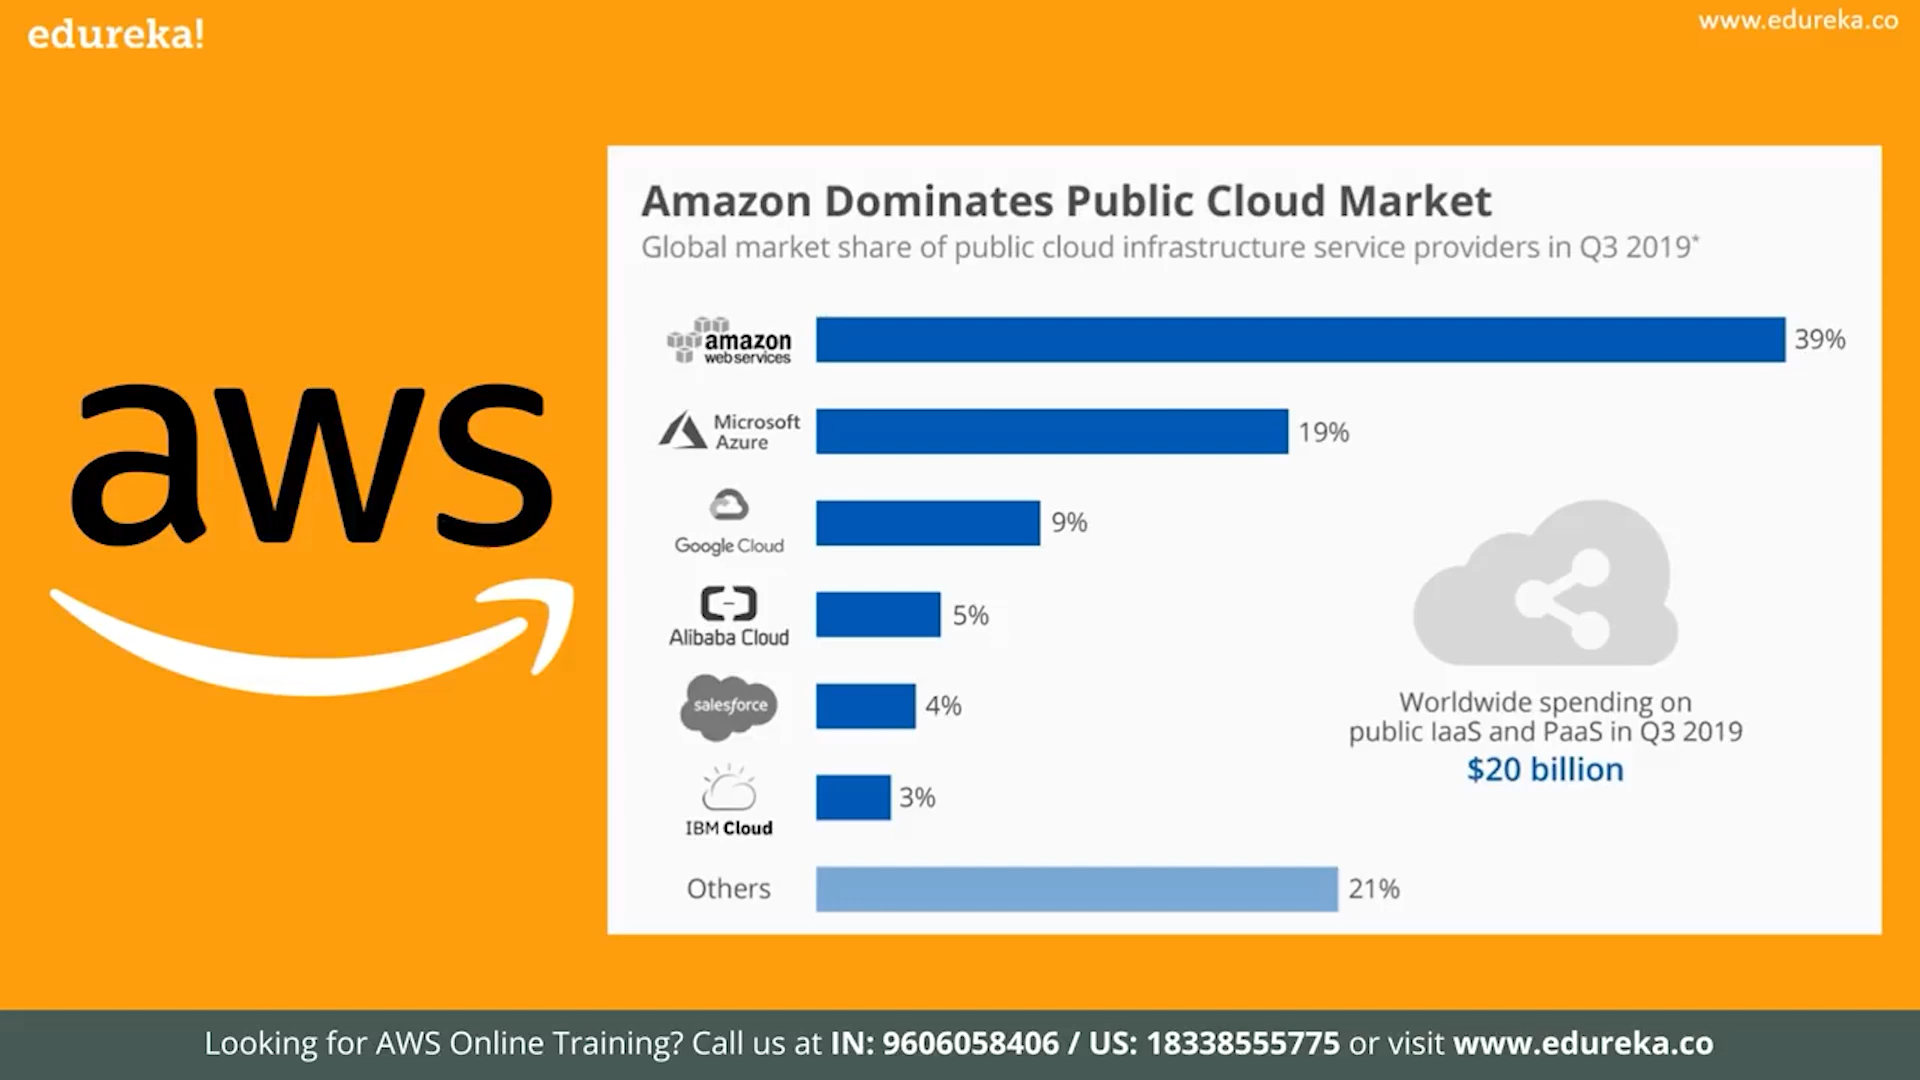 edureka!
www.edureka.co
aws
Amazon Dominates Public Cloud Market
Global market share of public cloud infrastructure service providers in Q3 2019*
amazon
webservices
39%
Microsoft
Azure
19%
Google Cloud
9%
Alibaba Cloud
5%
salesforce
4%
IBM Cloud
3%
Others
21%
Worldwide spending on
public IaaS and PaaS in Q3 2019
$20 billion
Looking for AWS Online Training? Call us at IN: 9606058406 / US: 18338555775 or visit www.edureka.co